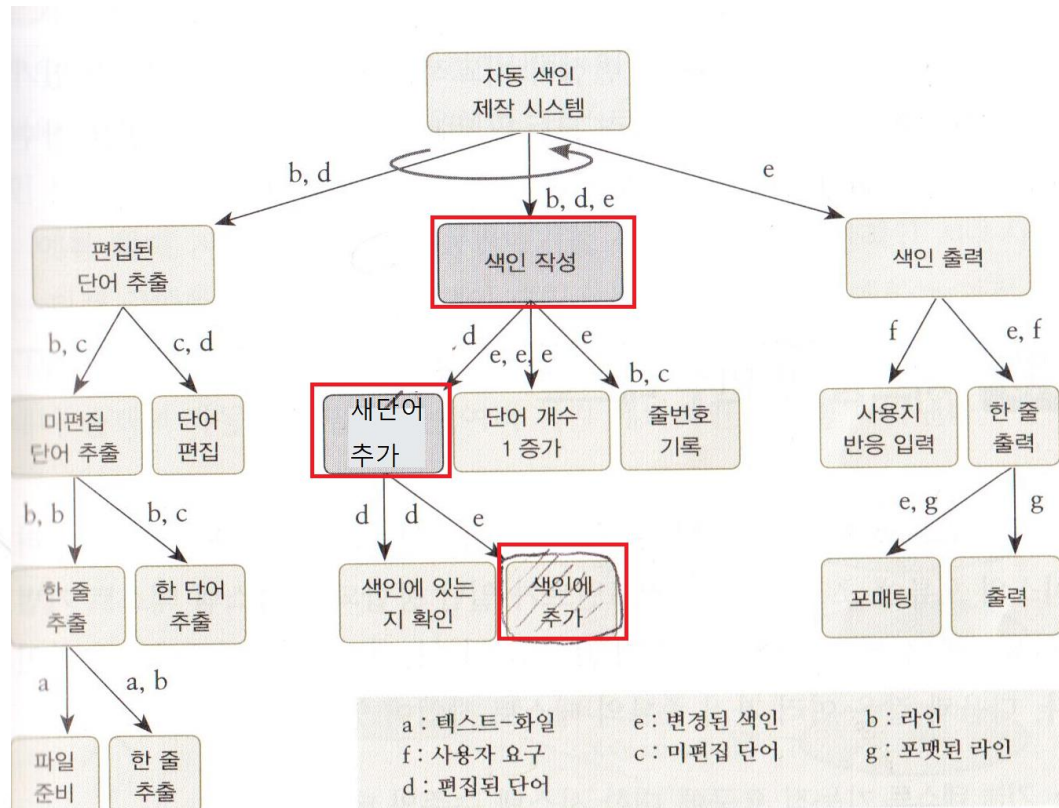 자동 색인
제작 시스템
b, d
b, d, e
e
편집된
단어 추출
색인 작성
색인 출력
b, c
c, d
d
e, e, e
e
b, c
f
e, f
미편집
단어 추출
단어
편집
새단어
추가
단어 개수
1 증가
줄번호
기록
사용지
반응 입력
한 줄
출력
b, b
b, c
d
d
e
e, g
g
한 줄
추출
한 단어
추출
색인에 있는
지 확인
색인에
추가
포매팅
출력
a
a, b
파일
준비
한 줄
추출
a : 텍스트-화일
e : 변경된 색인
b : 라인
f : 사용자 요구
c : 미편집 단어
g : 포맷된 라인
d : 편집된 단어